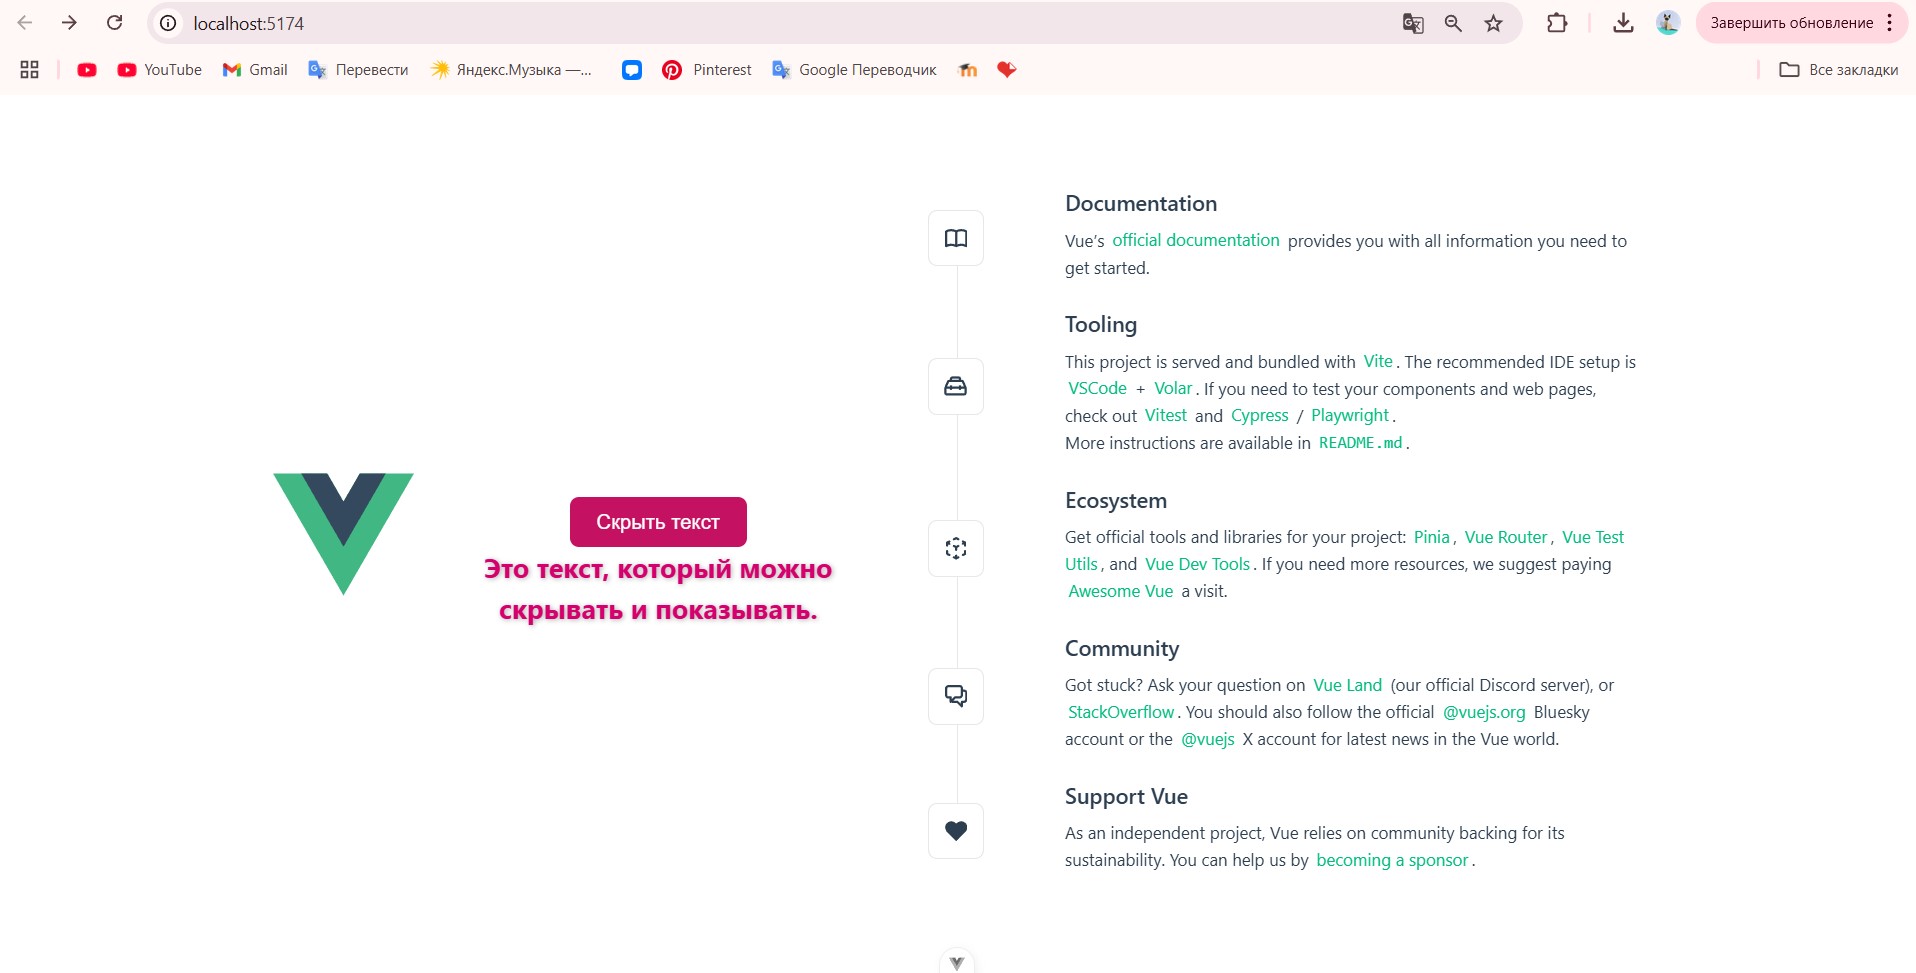 localhost:5174
Завершить обновление
YouTube
Gmail
Перевести
Яндекс.Музыка —...
Pinterest
Google Переводчик
Все закладки
Скрыть текст
Это текст, который можно
скрывать и показывать.
Documentation
Vue’s official documentation provides you with all information you need to
get started.
Tooling
This project is served and bundled with Vite. The recommended IDE setup is
VSCode + Volar. If you need to test your components and web pages,
check out Vitest and Cypress / Playwright.
More instructions are available in README.md.
Ecosystem
Get official tools and libraries for your project: Pinia, Vue Router, Vue Test
Utils, and Vue Dev Tools. If you need more resources, we suggest paying
Awesome Vue a visit.
Community
Got stuck? Ask your question on Vue Land (our official Discord server), or
StackOverflow. You should also follow the official @vuejs.org Bluesky
account or the @vuejs X account for latest news in the Vue world.
Support Vue
As an independent project, Vue relies on community backing for its
sustainability. You can help us by becoming a sponsor.